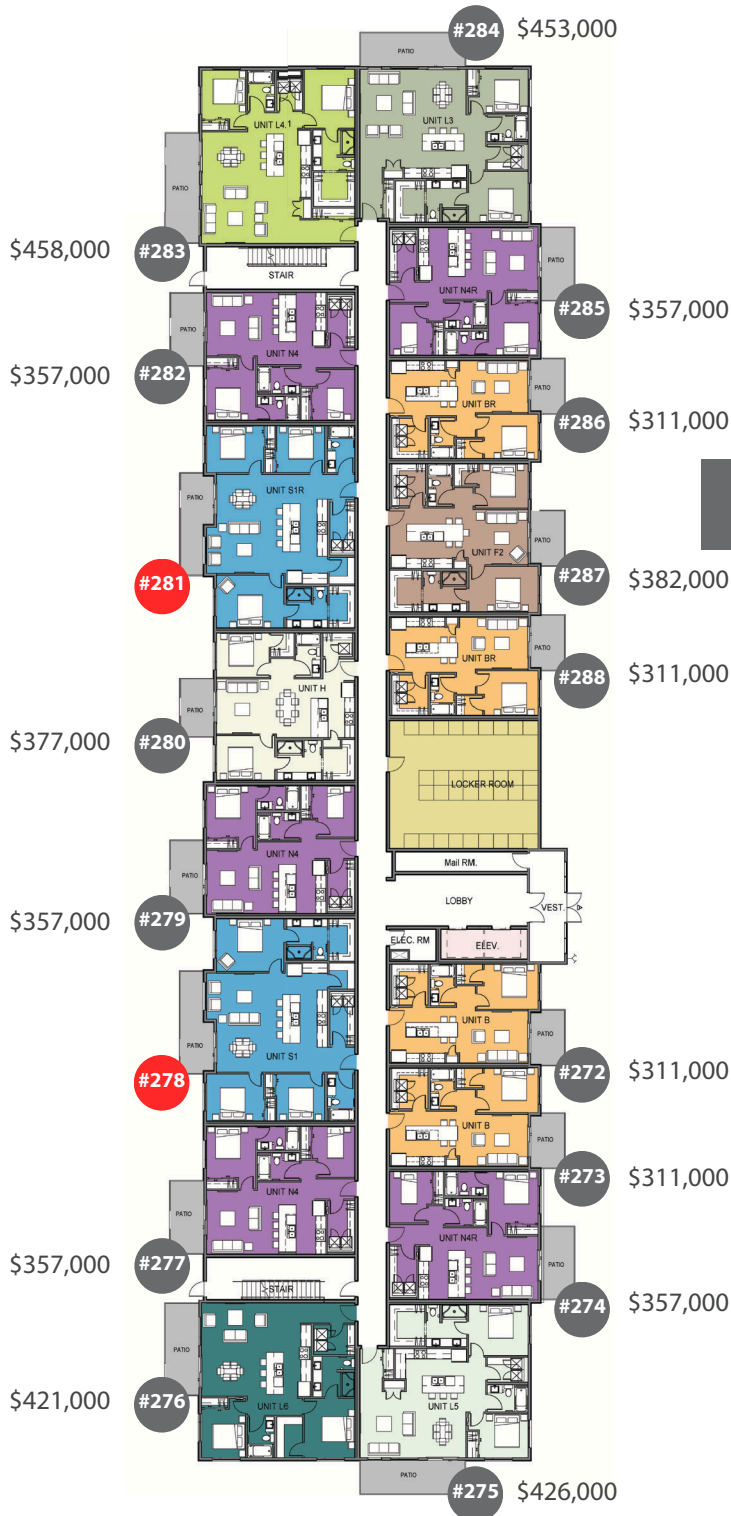 #284 $453,000
PATIO
UNIT L4.1
UNIT L3
PATIO
$458,000 #283
STAIR
PATIO
UNIT N4R
#285 $357,000
PATIO
UNIT N4
$357,000 #282
PATIO
UNIT BR
#286 $311,000
PATIO
UNIT S1R
#281
PATIO
UNIT F2
#287 $382,000
PATIO
UNIT BR
#288 $311,000
PATIO
UNIT H
$377,000 #280
LOCKER ROOM
PATIO
UNIT N4
$357,000 #279
Mail RM.
LOBBY
VEST.
ELEC. RM
ELEV.
PATIO
UNIT S1
#278
PATIO
UNIT B
#272 $311,000
PATIO
UNIT B
#273 $311,000
PATIO
UNIT N4
$357,000 #277
STAIR
PATIO
UNIT N4R
#274 $357,000
PATIO
UNIT L6
$421,000 #276
UNIT L5
PATIO
#275 $426,000